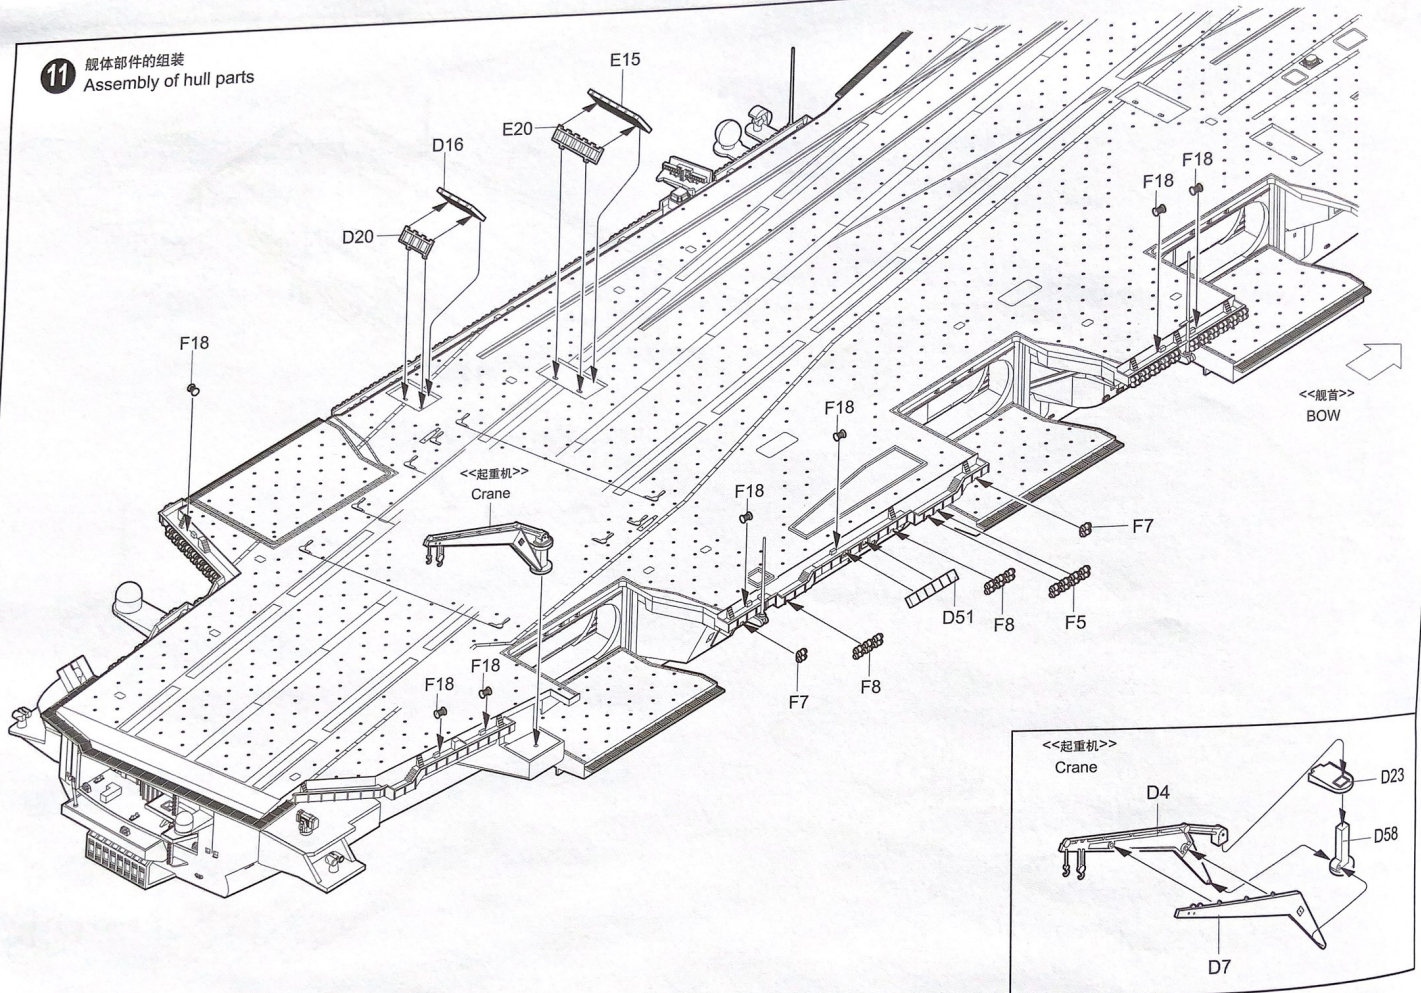 11
舰体部件的组装
Assembly of hull parts
E15
E20
D16
D20
F18
F18
F18
F18
<<舰首>>
BOW
F18
<<起重机>>
Crane
F7
D51
F8
F5
F7
F8
F18
F18
<<起重机>>
Crane
D4
D23
D58
D7